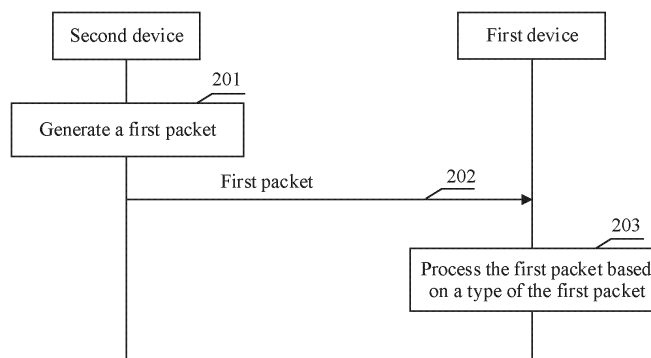 Second device
First device
201
Generate a first packet
First packet
202
203
Process the first packet based
on a type of the first packet